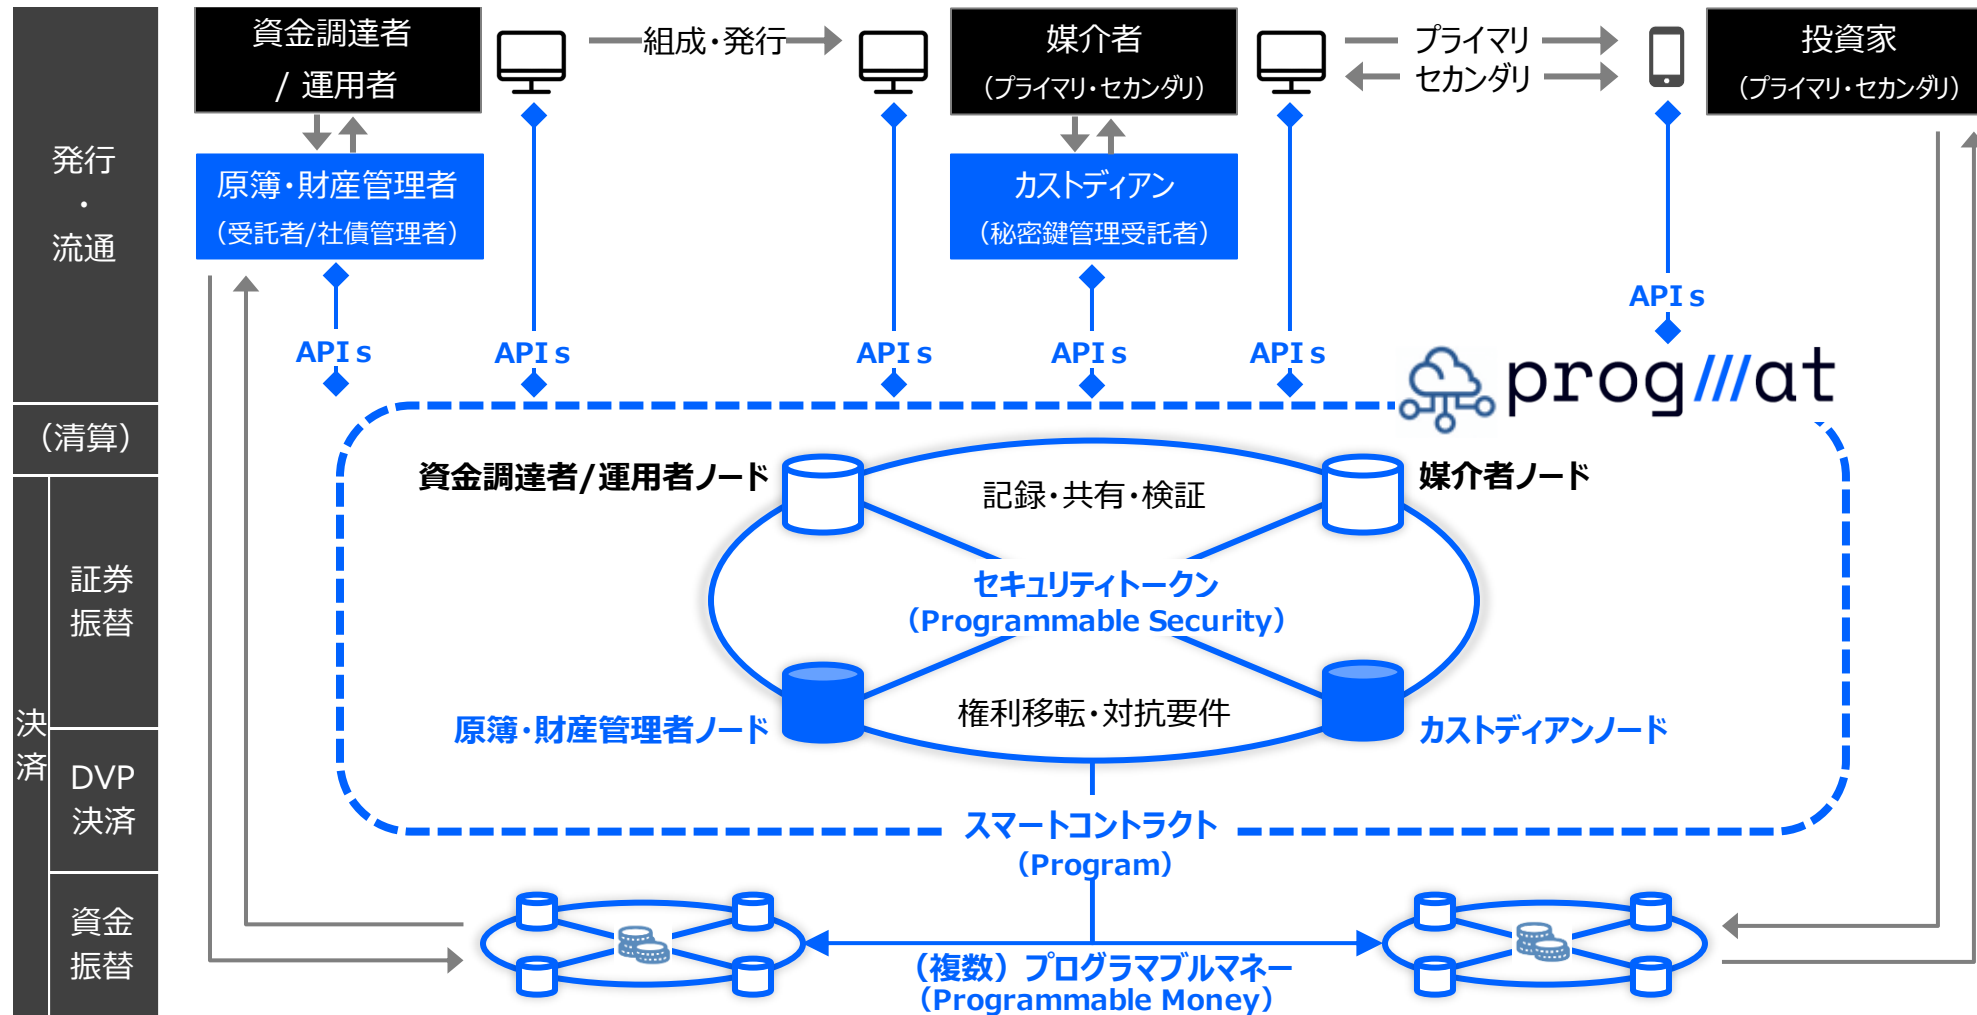 資金調達者
/ 運用者
組成・発行
媒介者
（プライマリ・セカンダリ）
プライマリ
セカンダリ
投資家
（プライマリ・セカンダリ）
発行
・
流通
原簿・財産管理者
（受託者/社債管理者）
カストディアン
（秘密鍵管理受託者）
APIs
APIs
APIs
APIs
APIs
APIs
progmat
（清算）
資金調達者/運用者ノード
媒介者ノード
記録・共有・検証
証券
振替
セキュリティトークン
（Programmable Security）
権利移転・対抗要件
原簿・財産管理者ノード
カストディアンノード
決
済
DVP
決済
スマートコントラクト
（Program）
資金
振替
（複数）プログラマブルマネー
（Programmable Money）